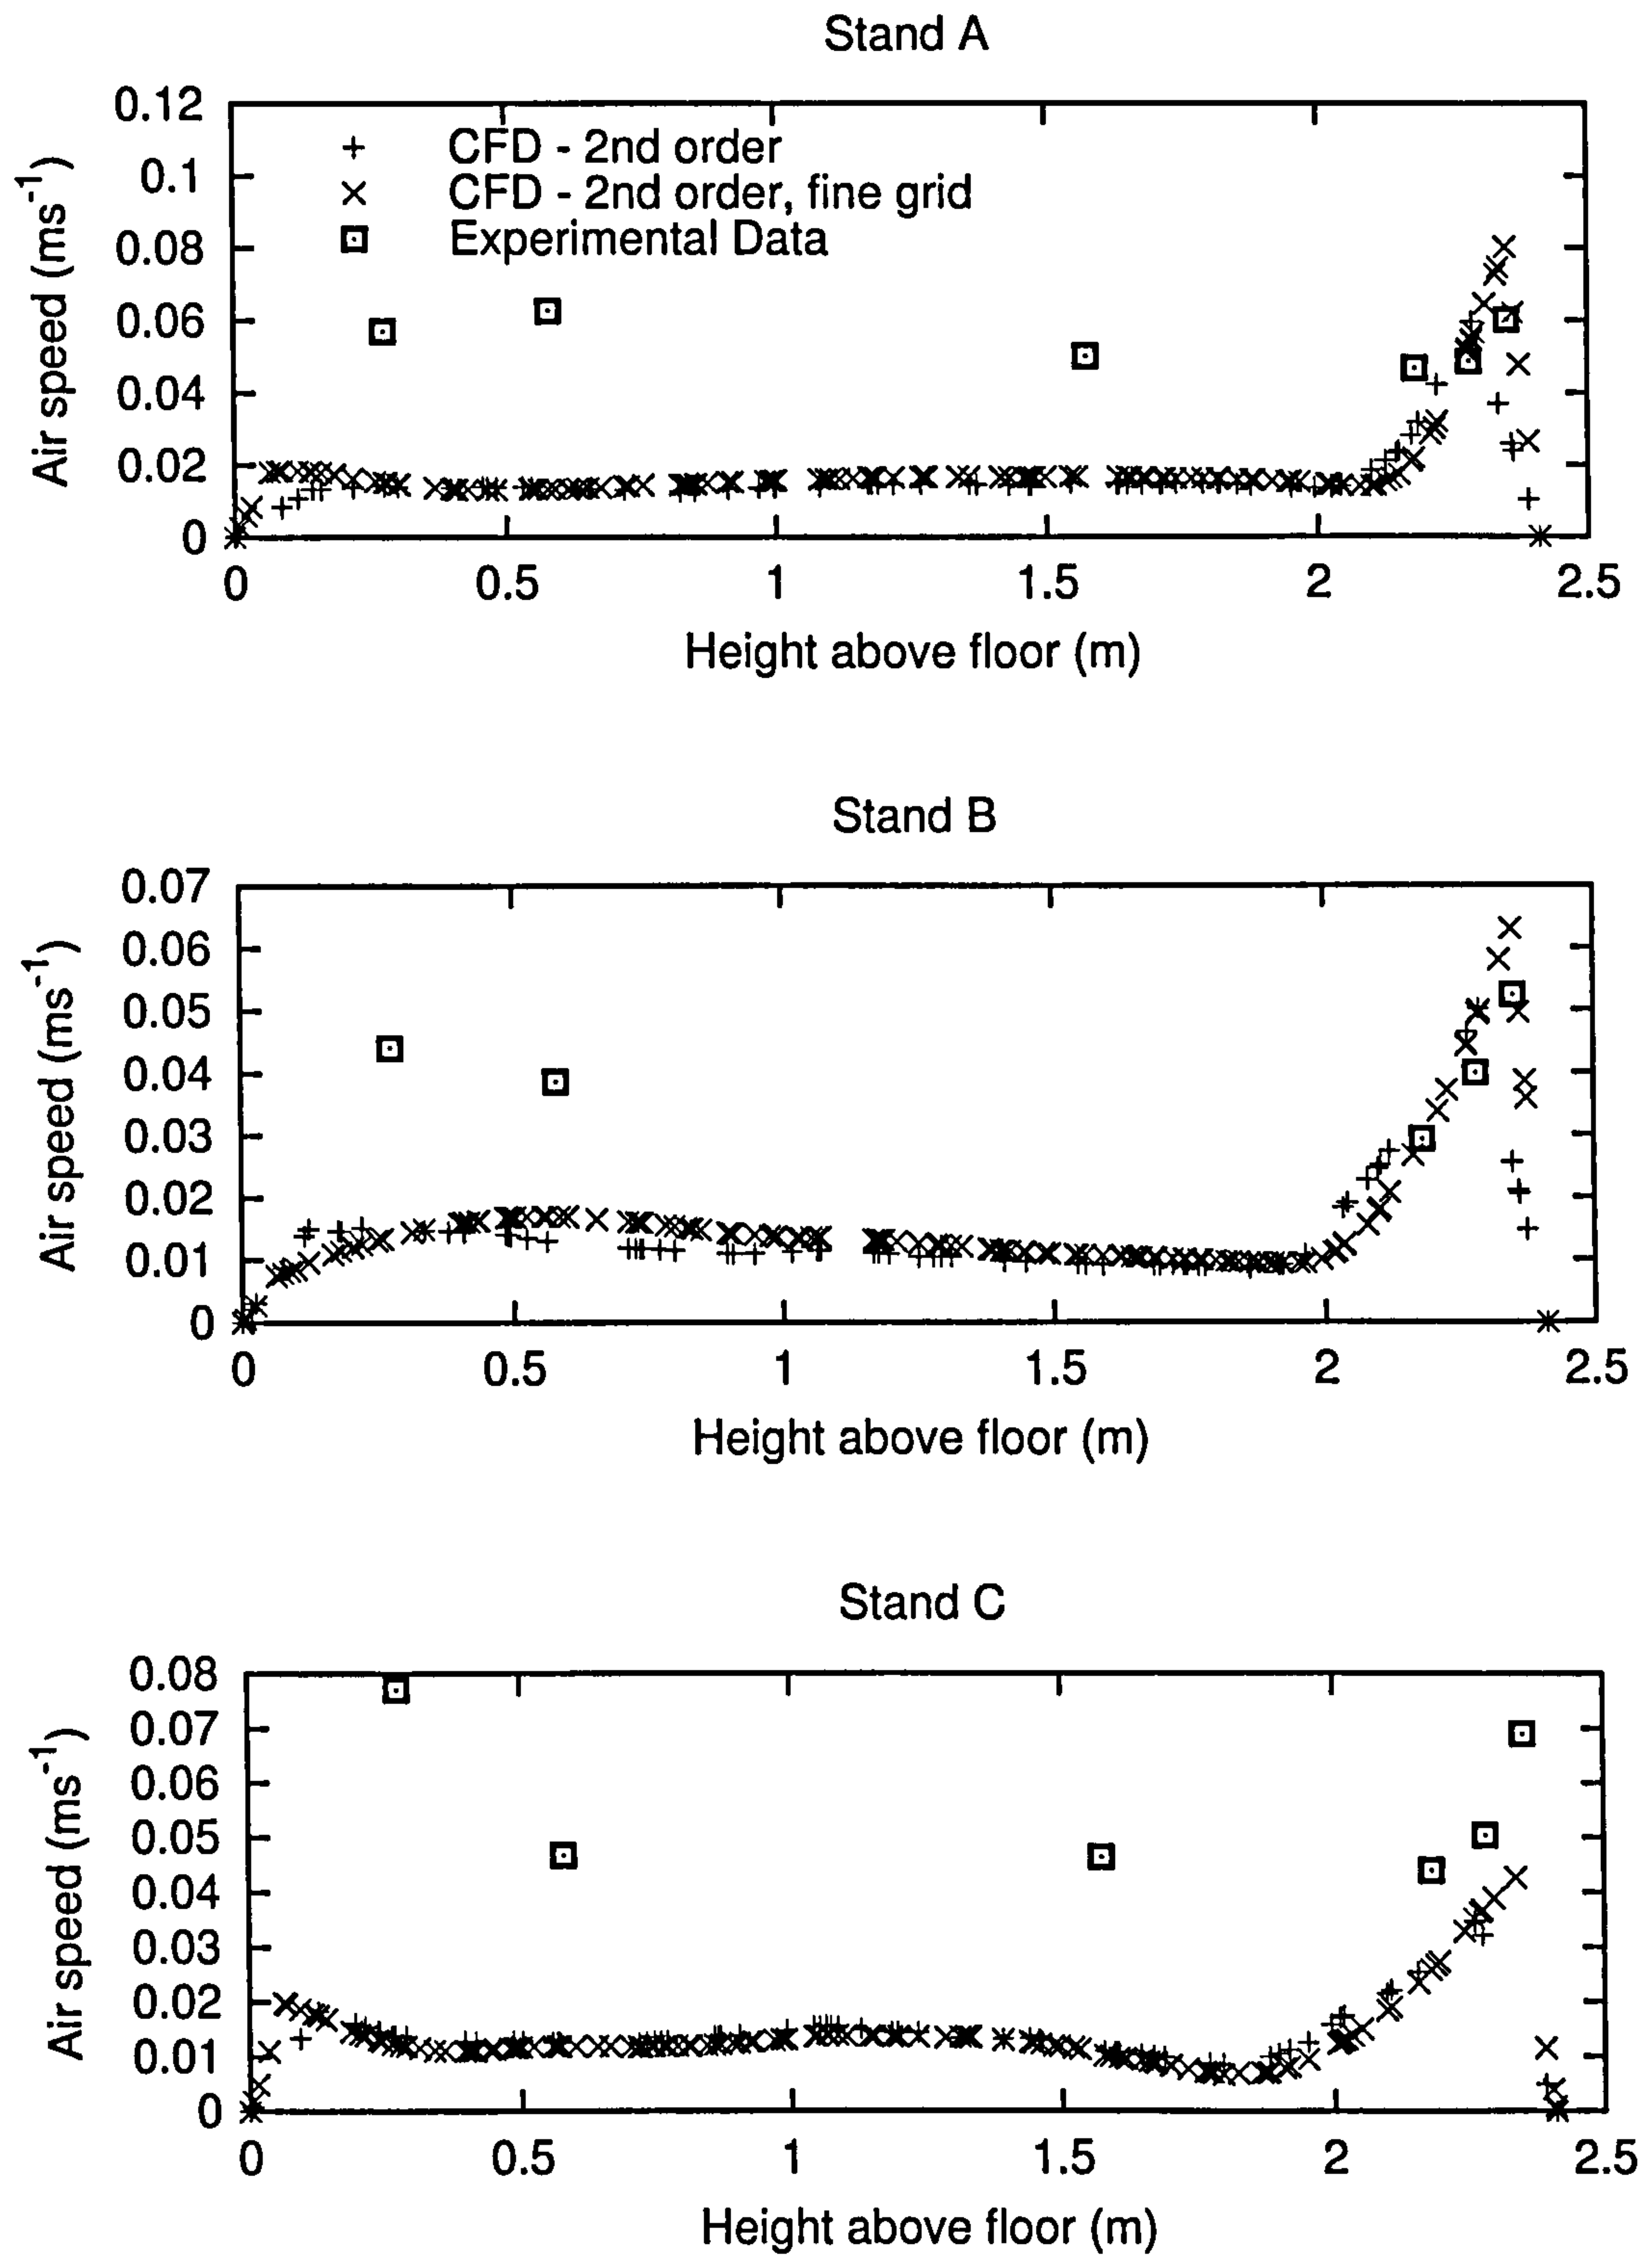 Stand A
0.12
0.1
0.08
0.06
0.04
0.02
0
Air speed (ms-1)
CFD - 2nd order
CFD - 2nd order, fine grid
Experimental Data
0 0.5 1 1.5 2 2.5
Height above floor (m)
Stand B
0.07
0.06
0.05
0.04
0.03
0.02
0.01
0
Air speed (ms-1)
0 0.5 1 1.5 2 2.5
Height above floor (m)
Stand C
0.08
0.07
0.06
0.05
0.04
0.03
0.02
0.01
0
Air speed (ms-1)
0 0.5 1 1.5 2 2.5
Height above floor (m)